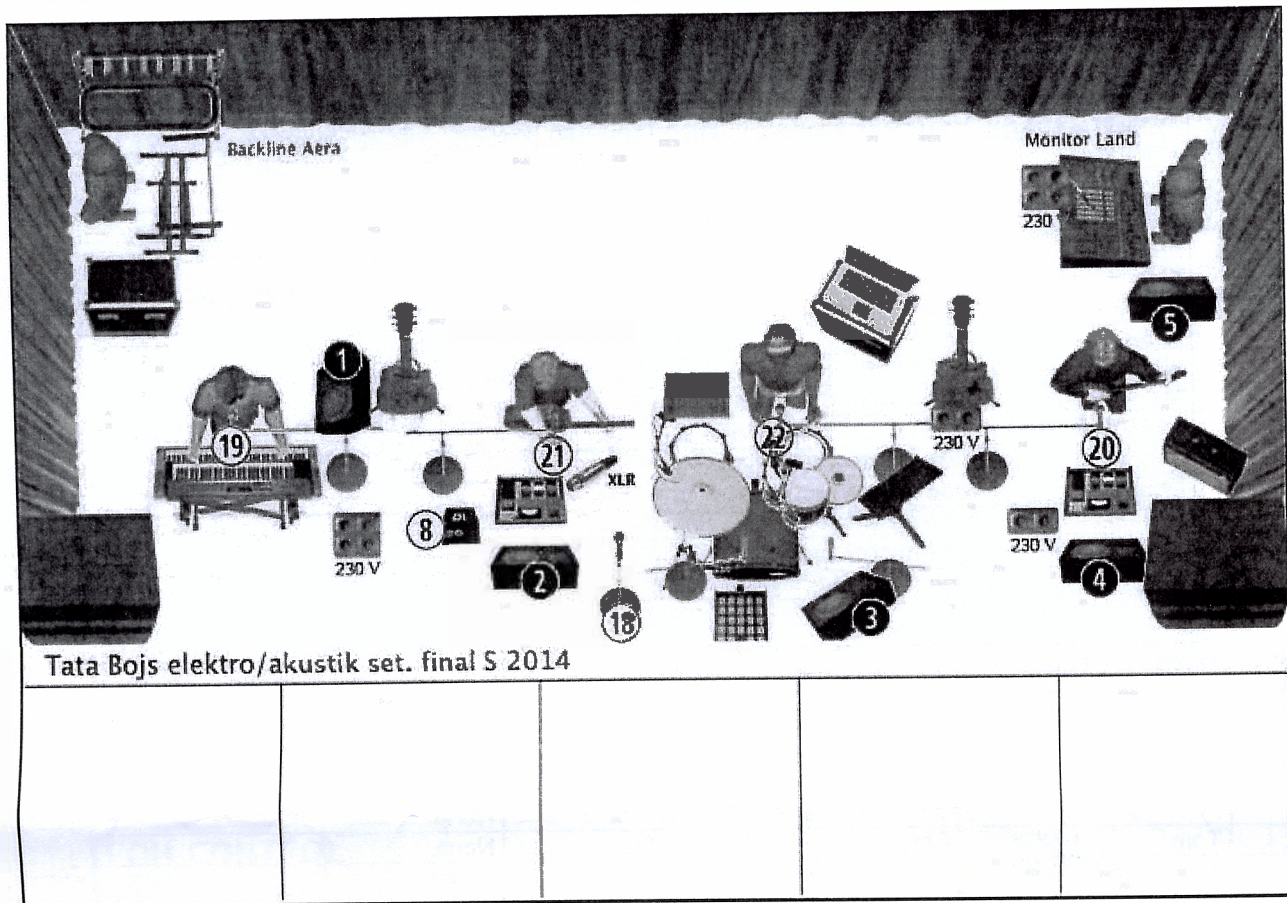 Backline Aera
Monitor Land
230
5
1
19
21
22
230 V
20
XLR
8
230 V
230 V
2
18
3
4
Tata Bojs elektro/akustik set. final S 2014